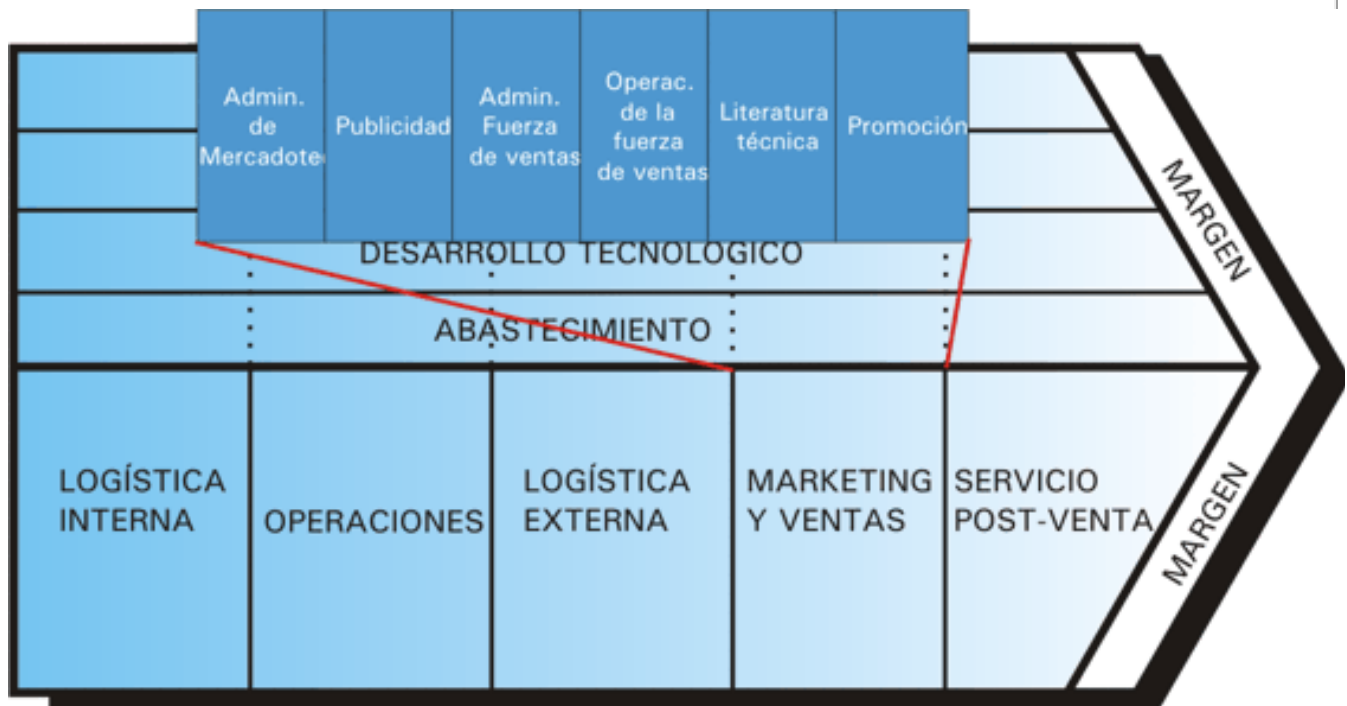 Admin.
de
Mercadote
Publicidad
Admin.
Fuerza
de ventas
Operac.
de la
fuerza
de ventas
Literatura
técnica
Promoción
DESARROLLO TECNOLOGICO
ABASTECIMIENTO
LOGÍSTICA
INTERNA
OPERACIONES
LOGÍSTICA
EXTERNA
MARKETING
Y VENTAS
SERVICIO
POST-VENTA
MARGEN
MARGEN